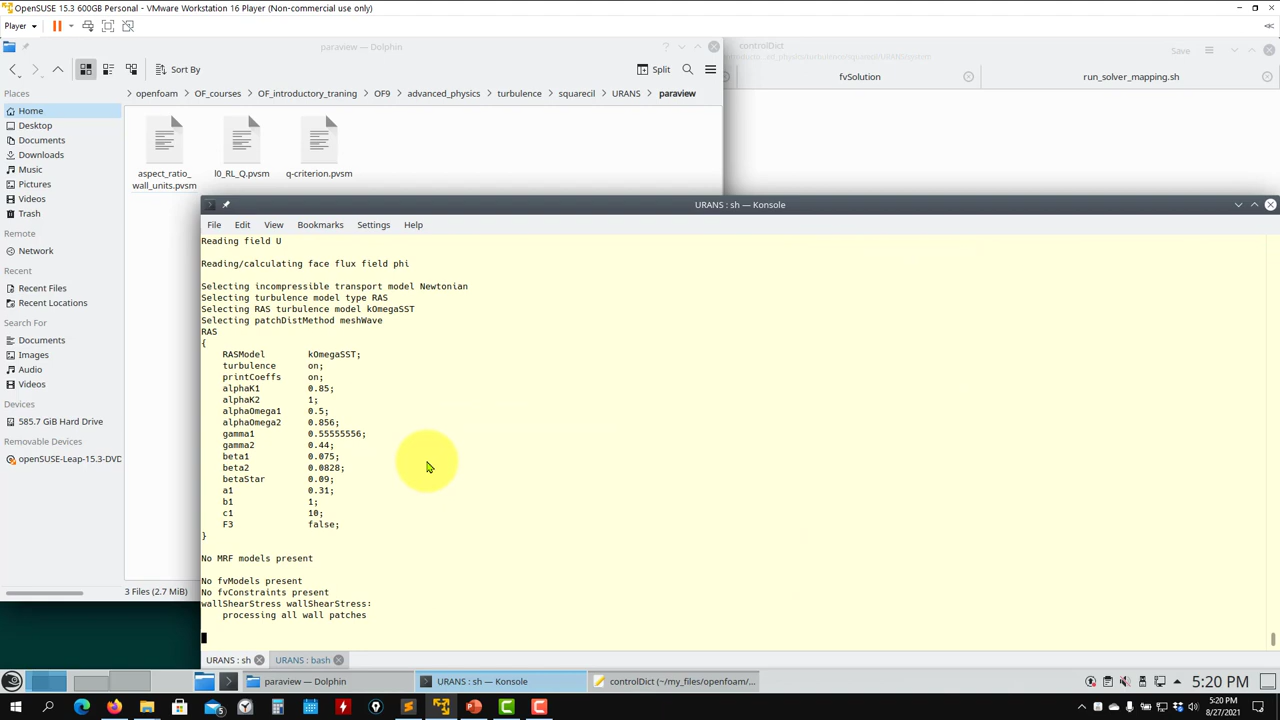 OpenSUSE 15.3 600GB Personal - VMware Workstation 16 Player (Non-commercial use only)
Player
paraview — Dolphin
controlDict
Save
Sort By
Split
fvSolution
run_solver_mapping.sh
Places
openfoam
OF_courses
OF_introductory_traning
OF9
advanced_physics
turbulence
squarecil
URANS
paraview
Home
Desktop
Documents
Downloads
Music
Pictures
Videos
Trash
aspect_ratio_
wall_units.pvsm
l0_RL_Q.pvsm
q-criterion.pvsm
Remote
Network
Recent
Recent Files
Recent Locations
Search For
Documents
Images
Audio
Videos
Devices
585.7 GiB Hard Drive
Removable Devices
openSUSE-Leap-15.3-DVD
3 Files (2.7 MiB)
URANS : sh — Konsole
File Edit View Bookmarks Settings Help
Reading field U
Reading/calculating face flux field phi
Selecting incompressible transport model Newtonian
Selecting turbulence model type RAS
Selecting RAS turbulence model kOmegaSST
Selecting patchDistMethod meshWave
RAS
{
RASModel kOmegaSST;
turbulence on;
printCoeffs on;
alphaK1 0.85;
alphaK2 1;
alphaOmega1 0.5;
alphaOmega2 0.856;
gamma1 0.55555556;
gamma2 0.44;
beta1 0.075;
beta2 0.0828;
betaStar 0.09;
a1 0.31;
b1 1;
c1 10;
F3 false;
}
No MRF models present
No fvModels present
No fvConstraints present
wallShearStress wallShearStress:
processing all wall patches
URANS : sh
URANS : bash
paraview — Dolphin
URANS : sh — Konsole
controlDict (~/my_files/openfoam/...
5:20 PM
5:20 PM
8/27/2021